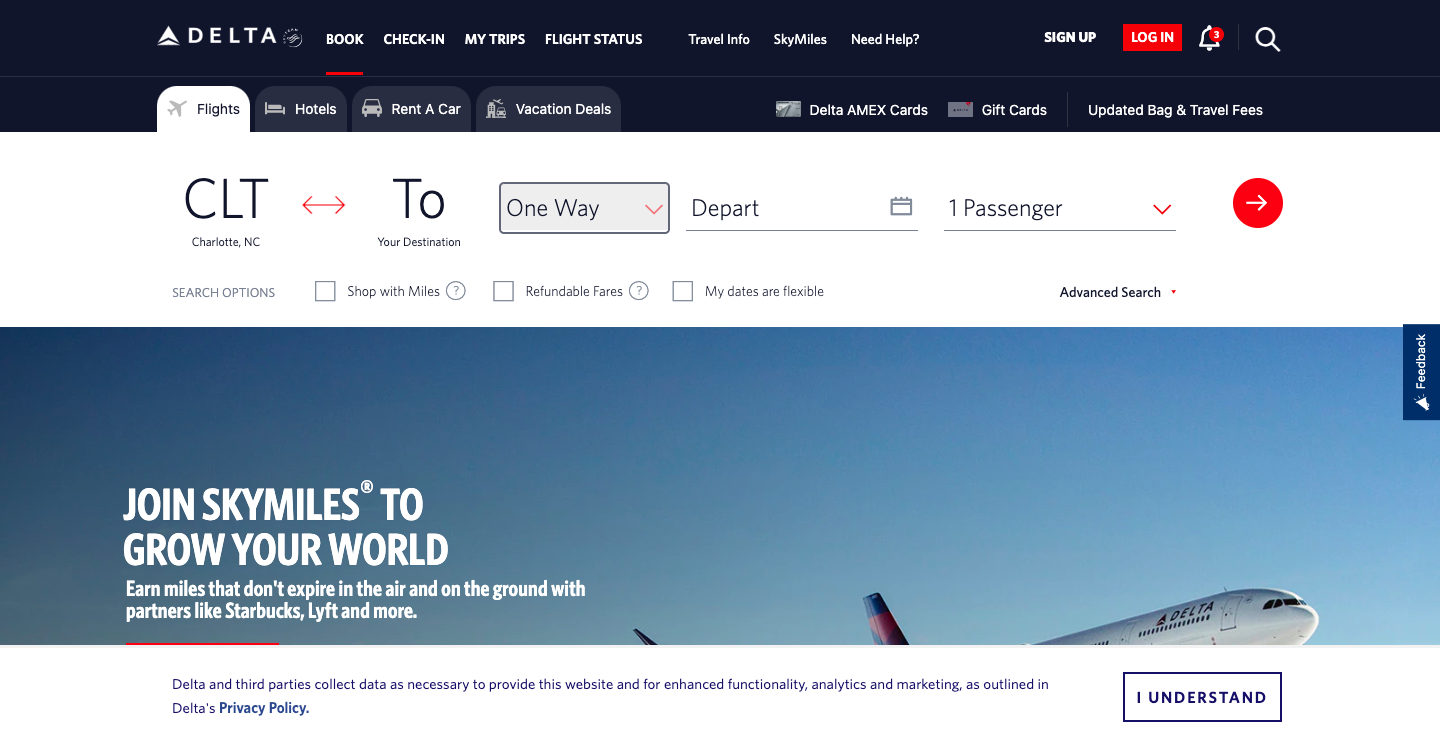 DELTA
BOOK CHECK-IN MY TRIPS FLIGHT STATUS Travel Info SkyMiles Need Help? SIGN UP LOG IN 3
Flights Hotels Rent A Car Vacation Deals Delta AMEX Cards Gift Cards Updated Bag & Travel Fees
CLT To One Way Depart 1 Passenger
Charlotte, NC Your Destination
SEARCH OPTIONS Shop with Miles ? Refundable Fares ? My dates are flexible Advanced Search
Feedback
JOIN SKYMILES® TO
GROW YOUR WORLD
Earn miles that don't expire in the air and on the ground with
partners like Starbucks, Lyft and more.
DELTA
Delta and third parties collect data as necessary to provide this website and for enhanced functionality, analytics and marketing, as outlined in
Delta's Privacy Policy.
I UNDERSTAND